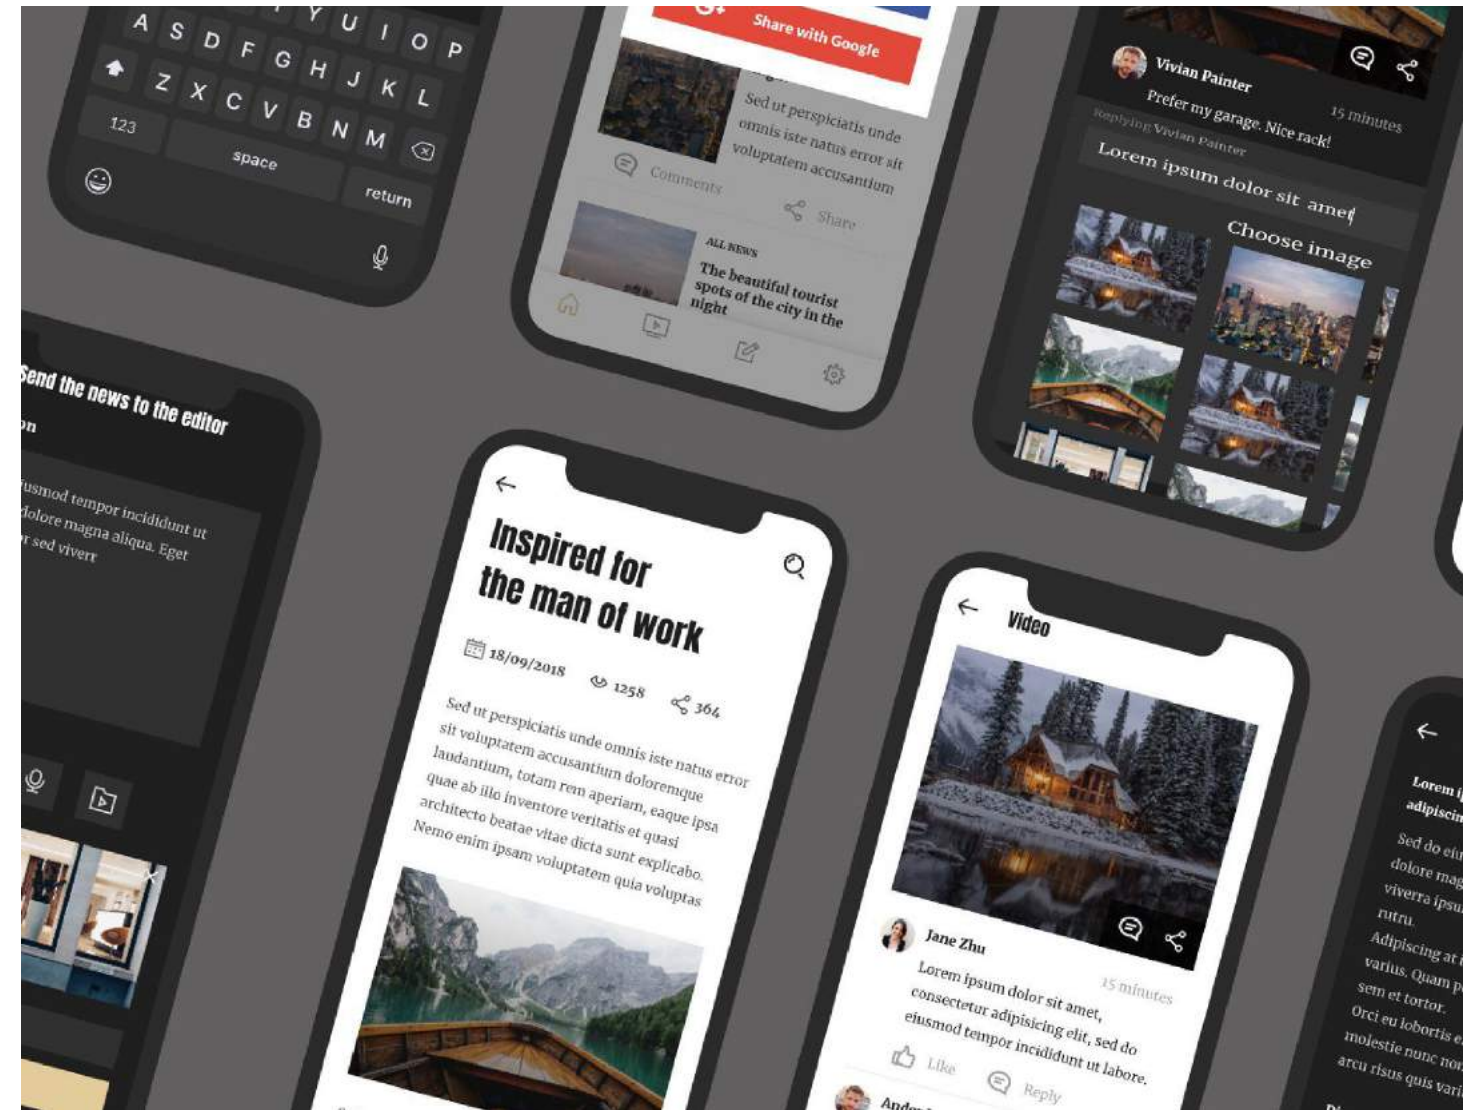 Y U I O P
A S D F G H J K L
Z X C V B N M
123
space
return
Share with Google
Sed ut perspiciatis unde
omnis iste natus error sit
voluptatem accusantium
Comments
Share
ALL NEWS
The beautiful tourist
spots of the city in the
night
Vivian Painter
15 minutes
Prefer my garage. Nice rack!
Replying Vivian Painter
Lorem ipsum dolor sit amet
Choose image
Send the news to the editor
tempor incididunt ut
dolore magna aliqua. Eget
sed viverr
Inspired for
the man of work
18/09/2018
1258
364
Sed ut perspiciatis unde omnis iste natus error
sit voluptatem accusantium doloremque
laudantium, totam rem aperiam, eaque ipsa
quae ab illo inventore veritatis et quasi
architecto beatae vitae dicta sunt explicabo.
Nemo enim ipsam voluptatem quia volupras
Video
Jane Zhu
15 minutes
Lorem ipsum dolor sit amet,
consectetur adipisicing elit, sed do
eiusmod tempor incididunt ut labore.
Like
Reply
Lorem
Sed do
dolore
viverra
rutru.
Adipiscing at
varius. Quam
sem et tortor.
Orci eu lobortis
molestie nunc
arcu risus quis